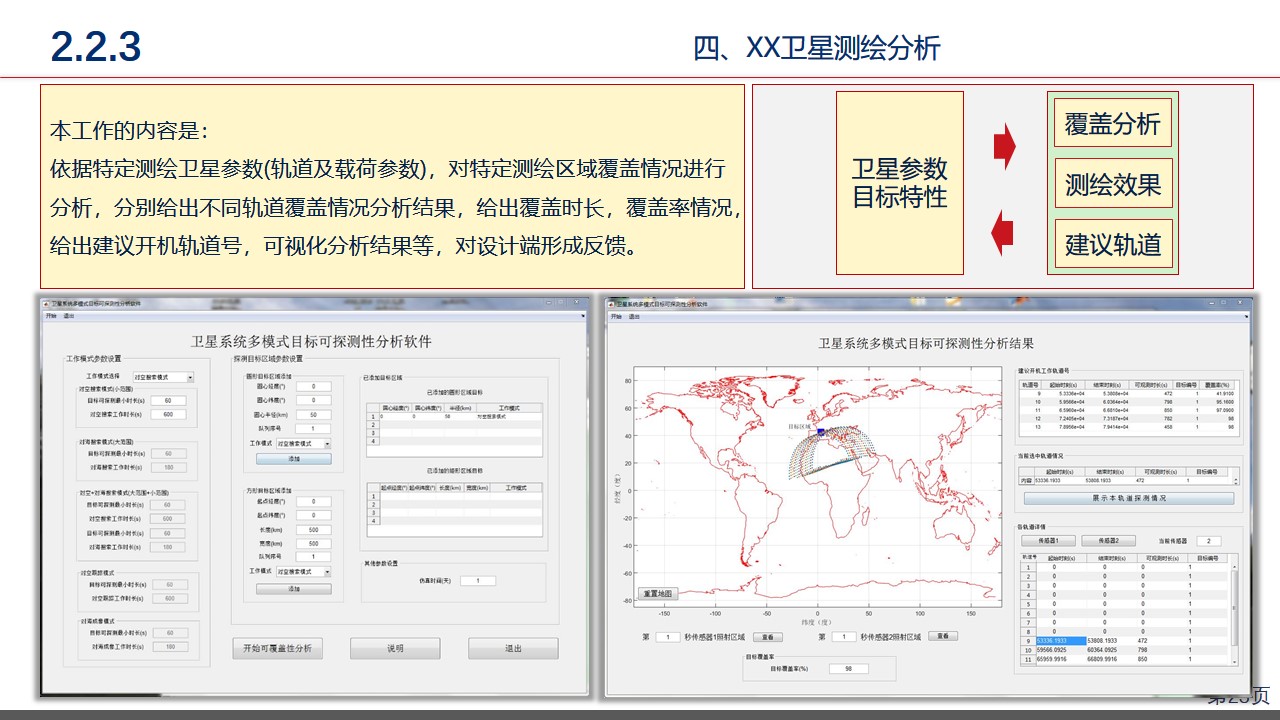 2.2.3
四、XX卫星测绘分析
本工作的内容是：
依据特定测绘卫星参数(轨道及载荷参数)，对特定测绘区域覆盖情况进行
分析，分别给出不同轨道覆盖情况分析结果，给出覆盖时长，覆盖率情况，
给出建议开机轨道号，可视化分析结果等，对设计端形成反馈。
卫星参数
目标特性
覆盖分析
测绘效果
建议轨道
卫星系统多模式目标可探测性分析软件
开始 退出
卫星系统多模式目标可探测性分析软件
工作模式参数设置
工作模式选择 对空搜索模式
对空搜索模式(小范围)
目标可探测最小时长(s) 60
对空搜索工作时长(s) 600
对海搜索模式(大范围)
目标可探测最小时长(s) 60
对海搜索工作时长(s) 180
对空+对海搜索模式(大范围+小范围)
目标可探测最小时长(s) 60
对空搜索工作时长(s) 600
目标可探测最小时长(s) 60
对海搜索工作时长(s) 180
对空跟踪模式
目标可探测最小时长(s) 60
对空跟踪工作时长(s) 600
对海成像模式
目标可探测最小时长(s) 60
对海成像工作时长(s) 180
探测目标区域参数设置
圆形目标区域添加
圆心经度(°) 0
圆心纬度(°) 0
圆心半径(km) 50
队列序号 1
工作模式 对空搜索模式
添加
方形目标区域添加
起点经度(°) 0
起点纬度(°) 0
长度(km) 500
宽度(km) 500
队列序号 1
工作模式 对空搜索模式
添加
已添加目标区域
已添加的圆形区域目标
圆心经度(°) 圆心纬度(°) 半径(km) 工作模式
1 0 0 50 对空搜索模式
2
3
4
已添加的矩形区域目标
起点经度(°) 起点纬度(°) 长度(km) 宽度(km) 工作模式
1
2
3
4
其他参数设置
仿真时间(天) 1
开始可覆盖性分析 说明 退出
卫星系统多模式目标可探测性分析软件
开始 退出
卫星系统多模式目标可探测性分析结果
目标区域
80
60
40
20
0
-20
-40
-60
-80
-150 -100 -50 0 50 100 150
纬度（度）
重置地图
第 1 秒传感器1照射区域 查看
第 1 秒传感器2照射区域 查看
目标覆盖率
目标覆盖率(%) 98
建议开机工作轨道号
轨道号 起始时刻(s) 结束时刻(s) 可观测时长(s) 目标编号 覆盖率(%)
9 5.3336e+04 5.3808e+04 472 1 41.9100
10 5.9566e+04 6.0364e+04 798 1 95.1600
11 6.5960e+04 6.6810e+04 850 1 97.0900
12 7.2405e+04 7.3187e+04 782 1 98
13 7.8956e+04 7.9414e+04 458 1 98
当前选中轨道情况
起始时刻(s) 结束时刻(s) 可观测时长(s) 目标编号
内容 53336.1933 53808.1933 472 1
展示本轨道探测情况
各轨道详情
传感器1 传感器2 当前传感器 2
轨道号 起始时刻(s) 结束时刻(s) 可观测时长(s) 目标编号
1 0 0 0 1
2 0 0 0 1
3 0 0 0 1
4 0 0 0 1
5 0 0 0 1
6 0 0 0 1
7 0 0 0 1
8 0 0 0 1
9 53336.1933 53808.1933 472 1
10 59566.0925 60364.0925 798 1
11 65959.9916 66809.9916 850 1